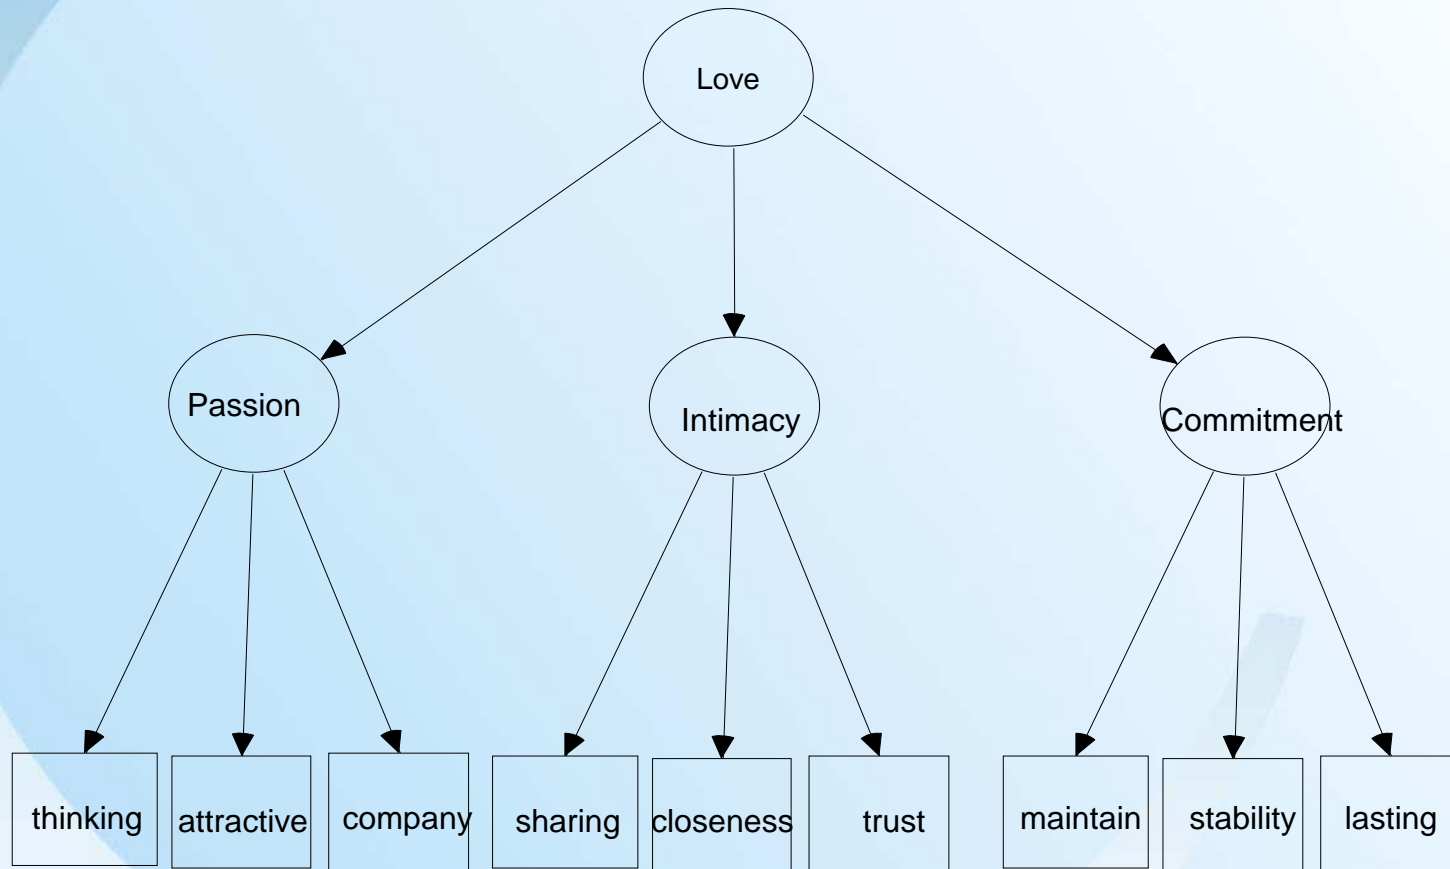 Love
Passion
Intimacy
Commitment
thinking
attractive
company
sharing
closeness
trust
maintain
stability
lasting